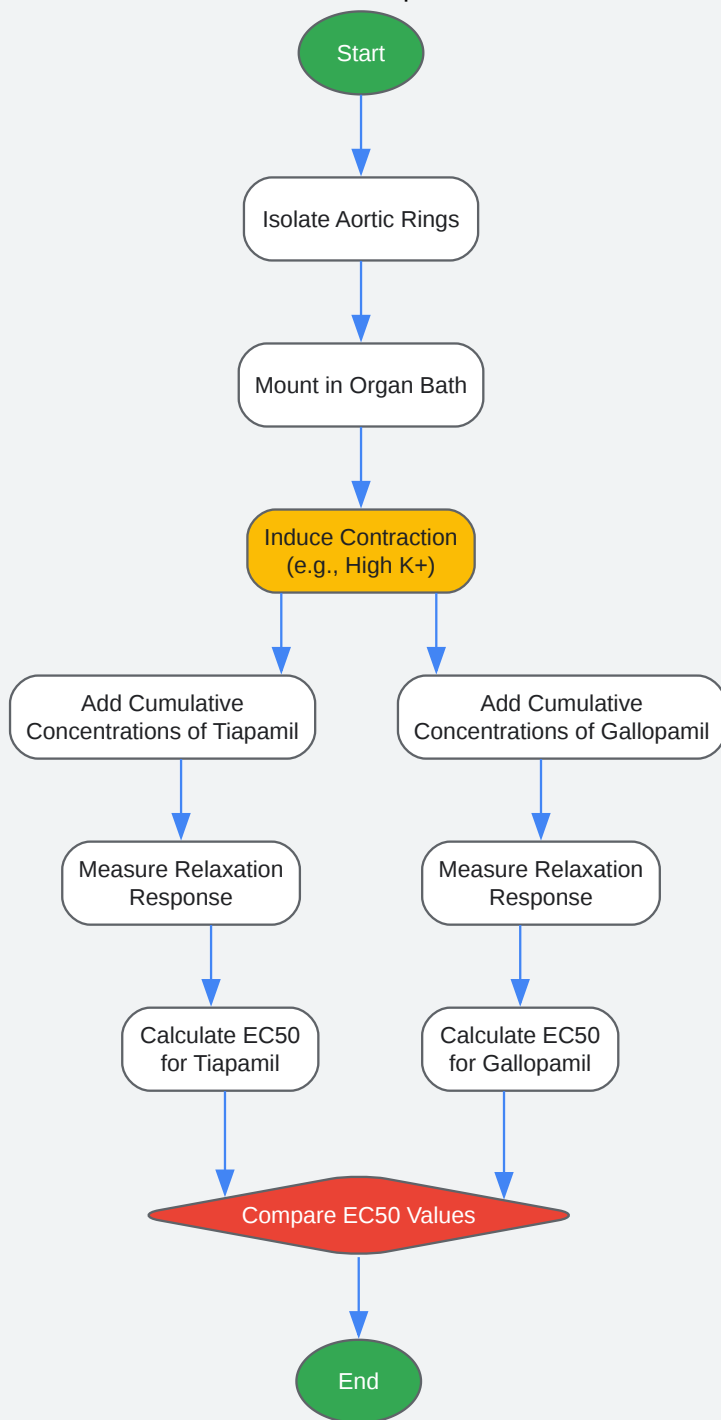 Start
Isolate Aortic Rings
Mount in Organ Bath
Induce Contraction
(e.g., High K+)
Add Cumulative
Concentrations of Tiapamil
Add Cumulative
Concentrations of Gallopamil
Measure Relaxation
Response
Measure Relaxation
Response
Calculate EC50
for Tiapamil
Calculate EC50
for Gallopamil
Compare EC50 Values
End